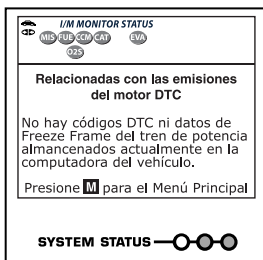 I/M MONITOR STATUS
MIS FUE CCM CAT EVA
O2S
Relacionadas con las emisiones
del motor DTC
No hay códigos DTC ni datos de
Freeze Frame del tren de potencia
almancenados actualmente en la
computadora del vehículo.
Presione M para el Menú Principal
SYSTEM STATUS